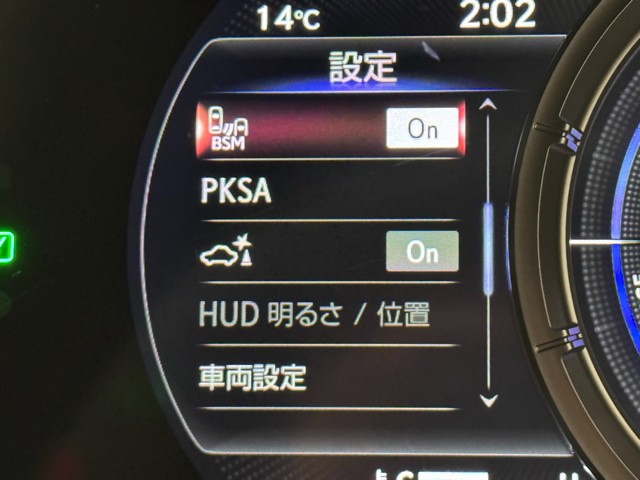 14℃
2:02
設定
BSM On
PKSA
On
HUD 明るさ / 位置
車両設定